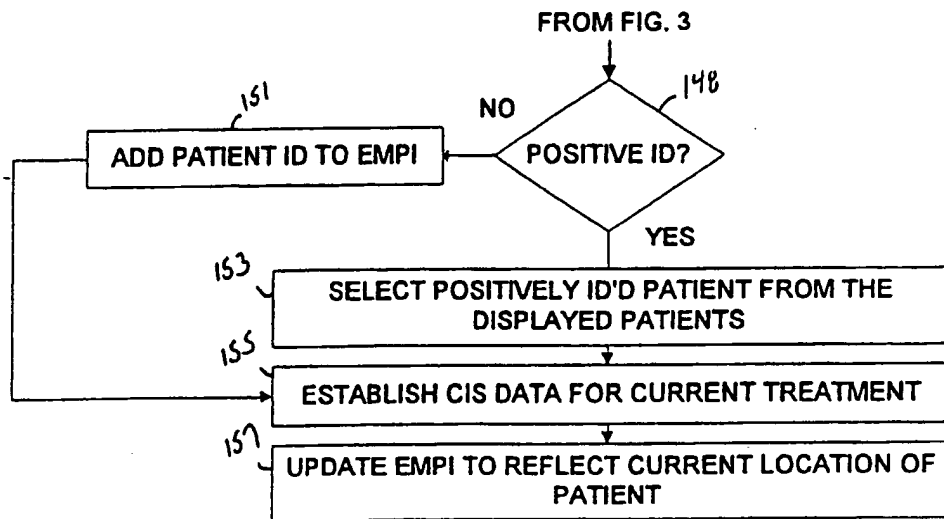 FROM FIG. 3
148
NO
POSITIVE ID?
151
ADD PATIENT ID TO EMPI
YES
153
SELECT POSITIVELY ID'D PATIENT FROM THE
DISPLAYED PATIENTS
155
ESTABLISH CIS DATA FOR CURRENT TREATMENT
157
UPDATE EMPI TO REFLECT CURRENT LOCATION OF
PATIENT